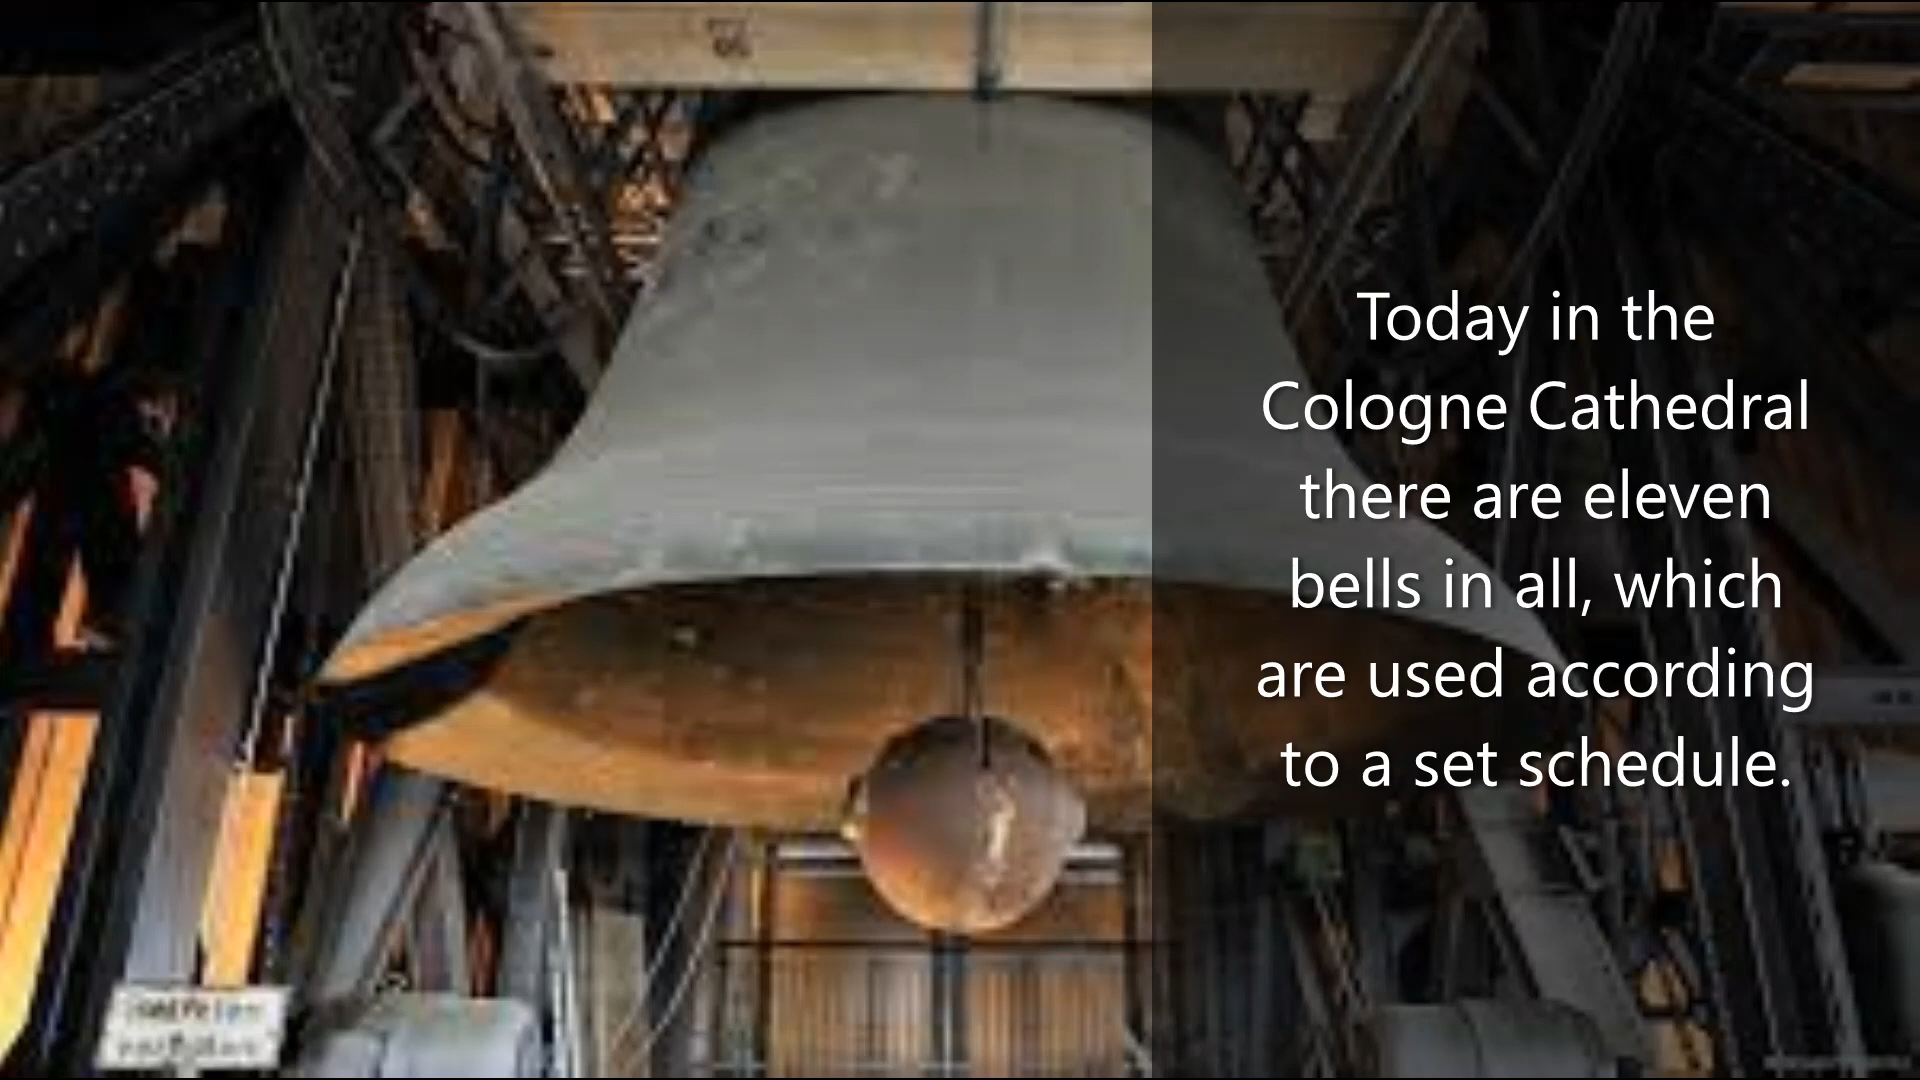 Today in the
Cologne Cathedral
there are eleven
bells in all, which
are used according
to a set schedule.